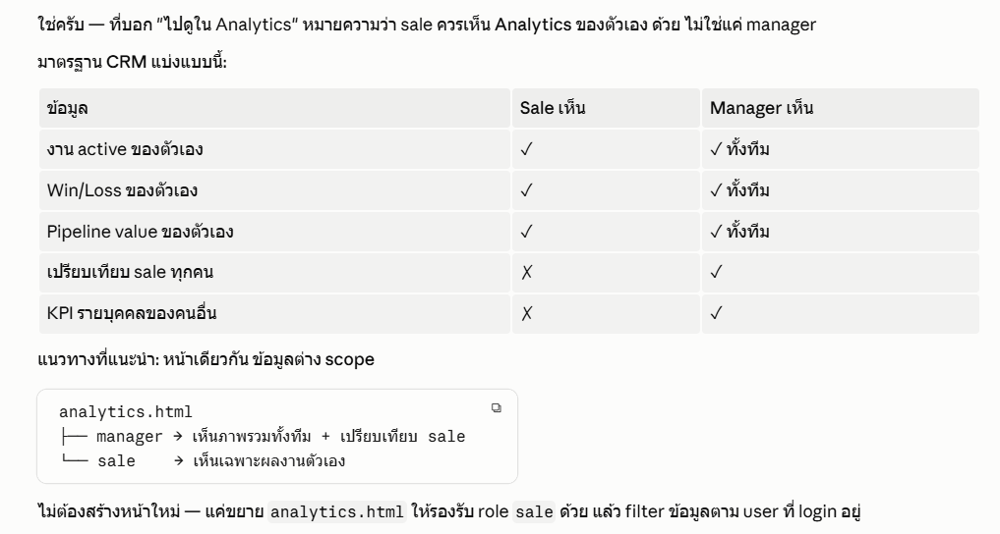 ใช่ครับ — ที่บอก "ไปดูใน Analytics" หมายความว่า sale ควรเห็น Analytics ของตัวเอง ด้วย ไม่ใช่แค่ manager
มาตรฐาน CRM แบ่งแบบนี้:
ข้อมูล Sale เห็น Manager เห็น
งาน active ของตัวเอง ✓ ✓ ทั้งทีม
Win/Loss ของตัวเอง ✓ ✓ ทั้งทีม
Pipeline value ของตัวเอง ✓ ✓ ทั้งทีม
เปรียบเทียบ sale ทุกคน ✗ ✓
KPI รายบุคคลของคนอื่น ✗ ✓
แนวทางที่แนะนำ: หน้าเดียวกัน ข้อมูลต่าง scope
analytics.html
├── manager → เห็นภาพรวมทั้งทีม + เปรียบเทียบ sale
└── sale → เห็นเฉพาะผลงานตัวเอง
ไม่ต้องสร้างหน้าใหม่ — แค่ขยาย analytics.html ให้รองรับ role sale ด้วย แล้ว filter ข้อมูลตาม user ที่ login อยู่